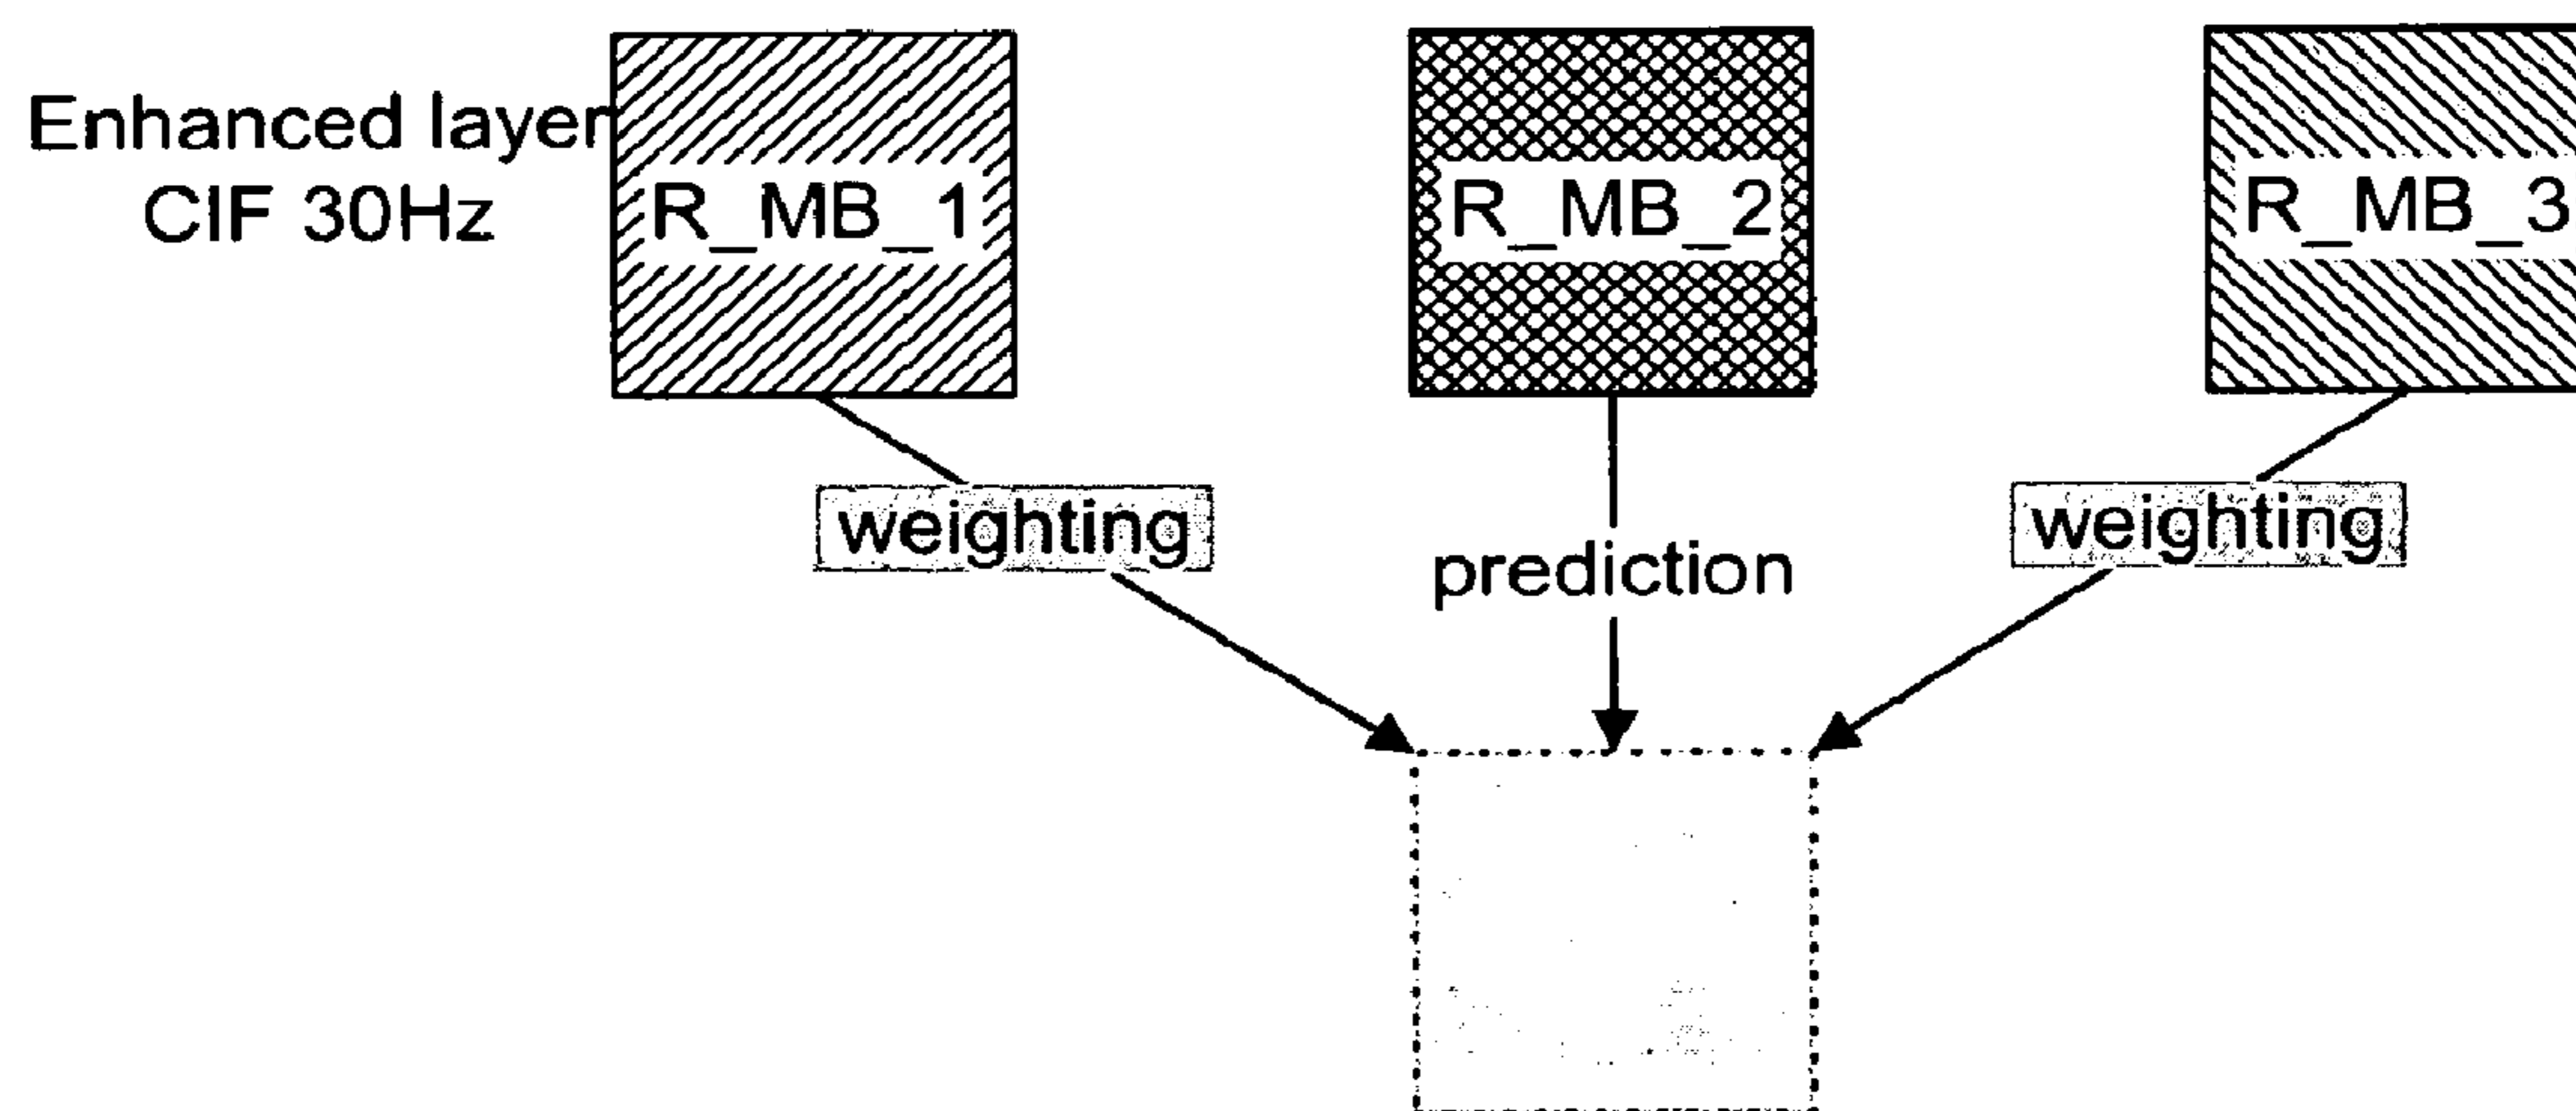 Enhanced layer
CIF 30Hz
R_MB_1
R_MB_2
R_MB_3
weighting
prediction
weighting